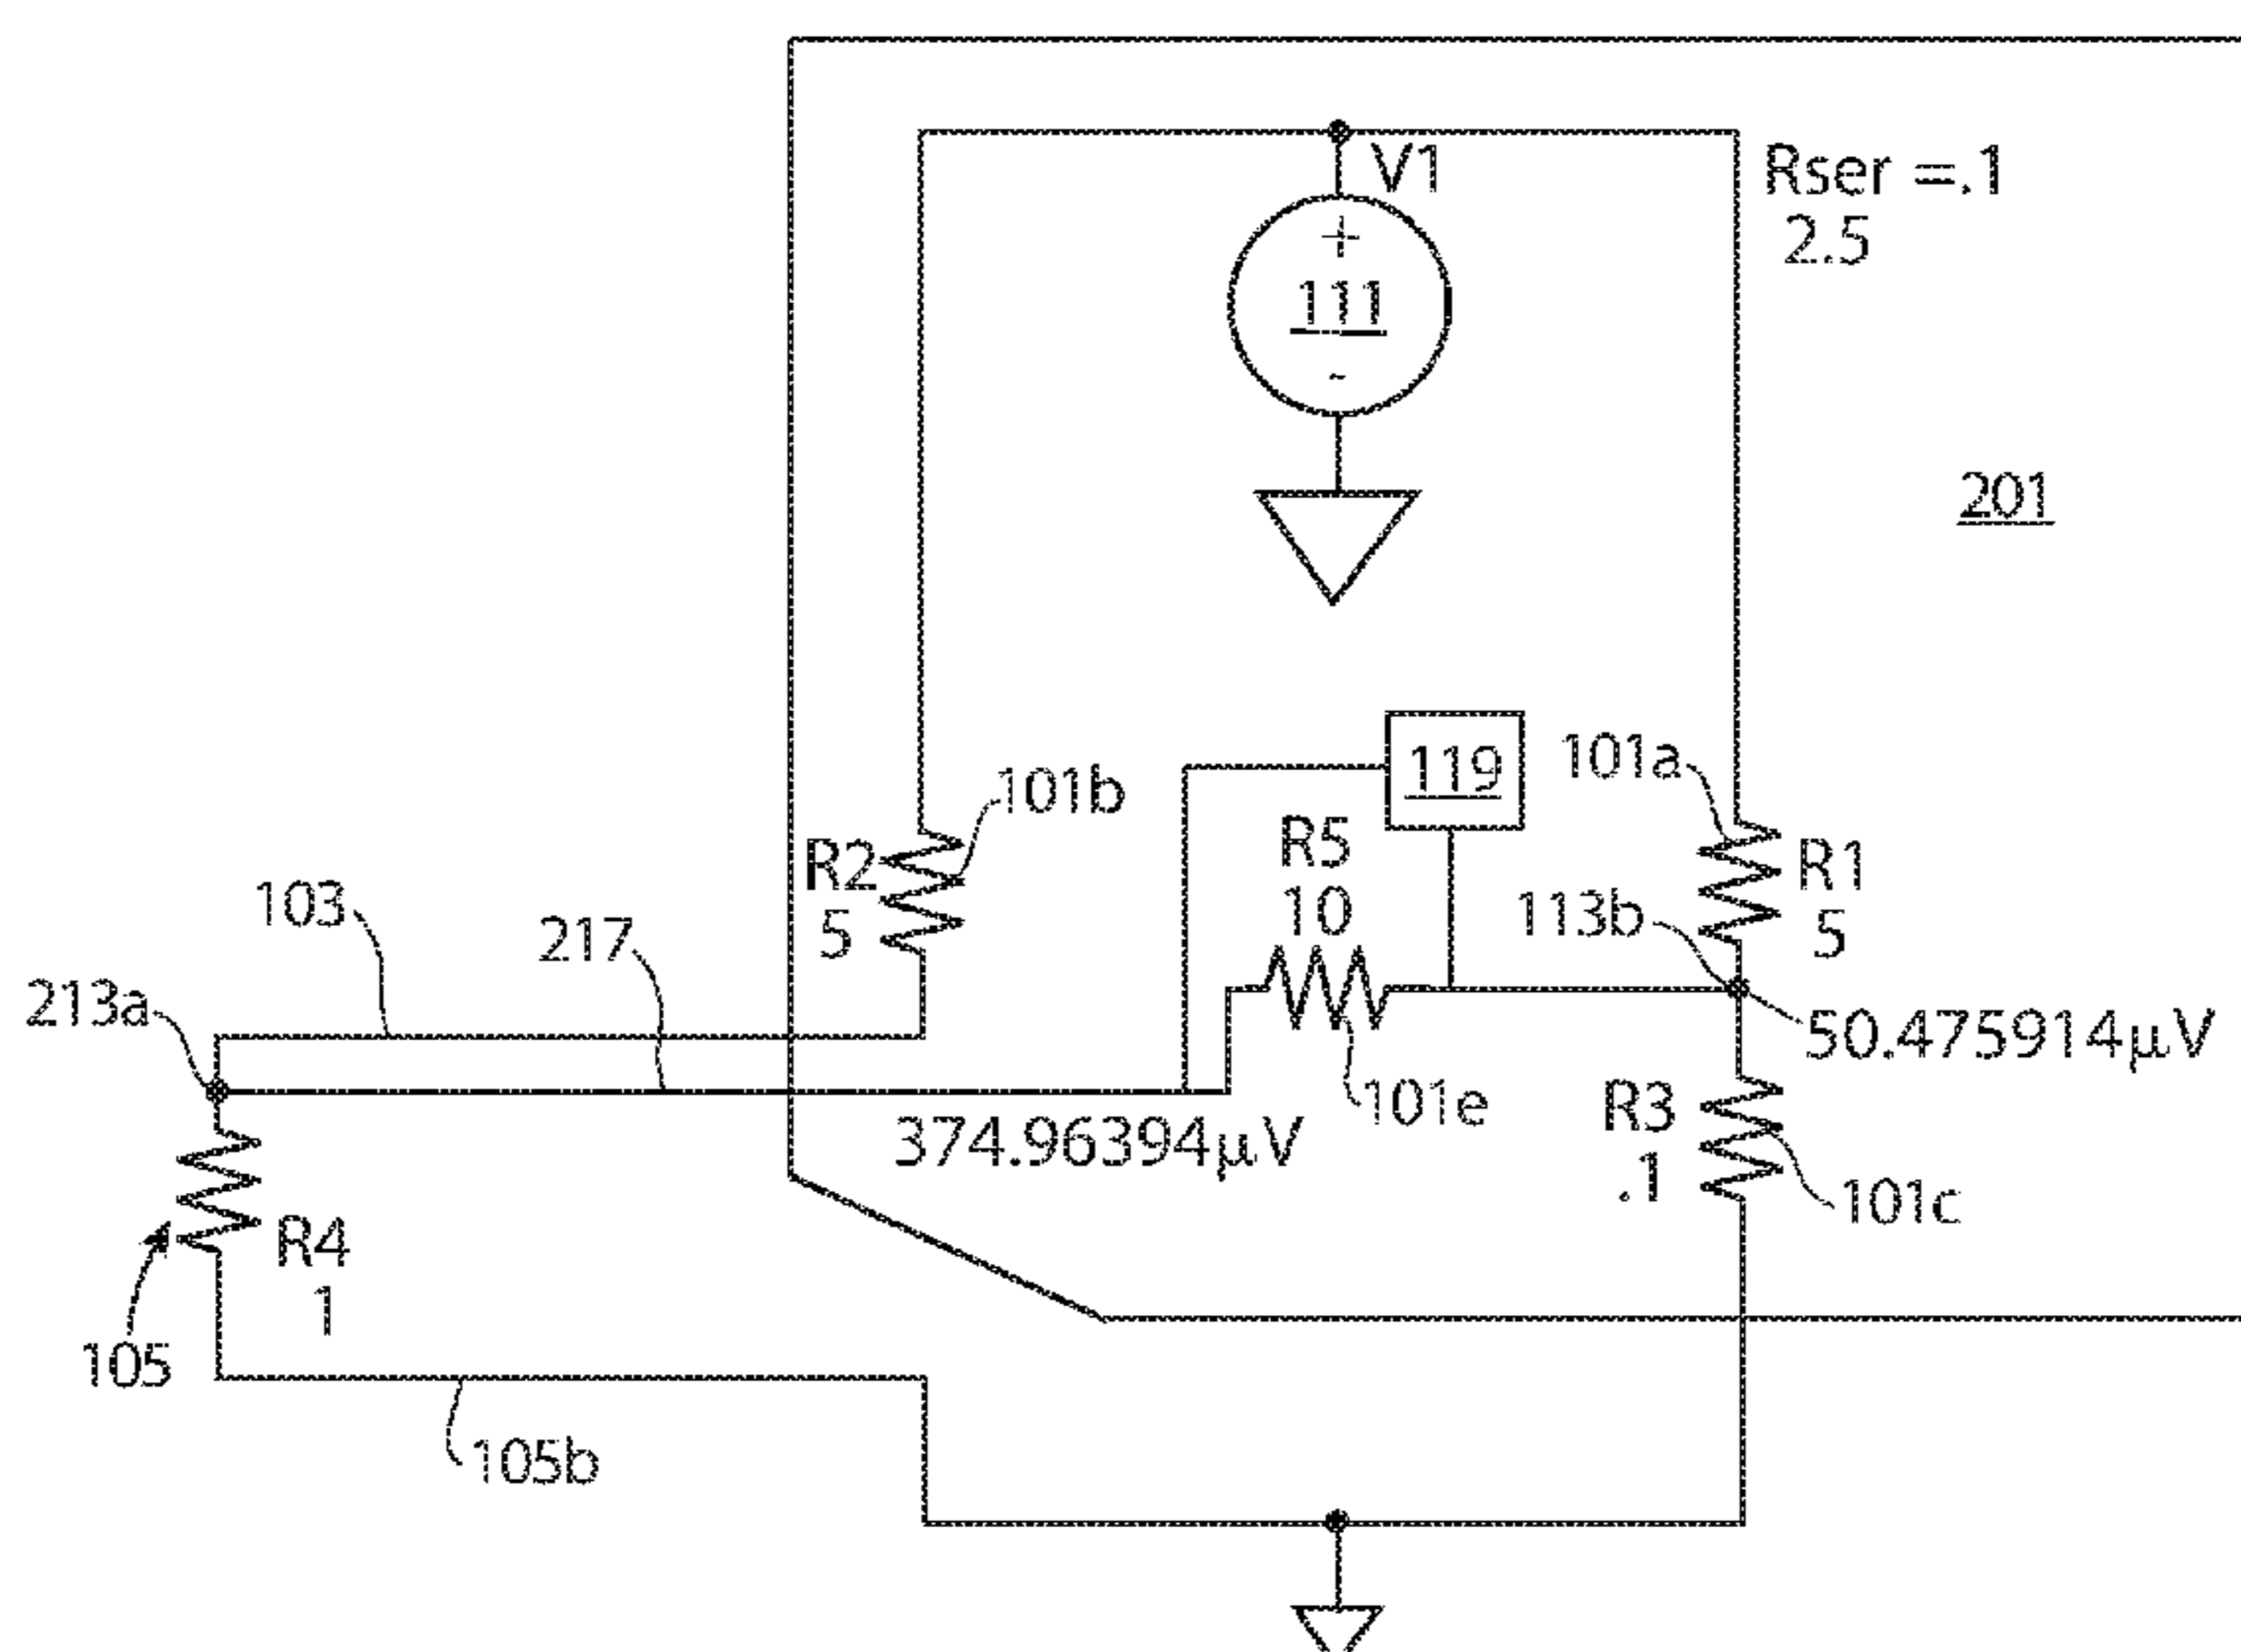 V1
Rser =.1
2.5
+
111
-
201
119
101a
101b
R5
10
R2
5
R1
5
103
217
113b
213a
50.475914µV
101e
R3
.1
374.96394µV
101c
R4
1
105
105b